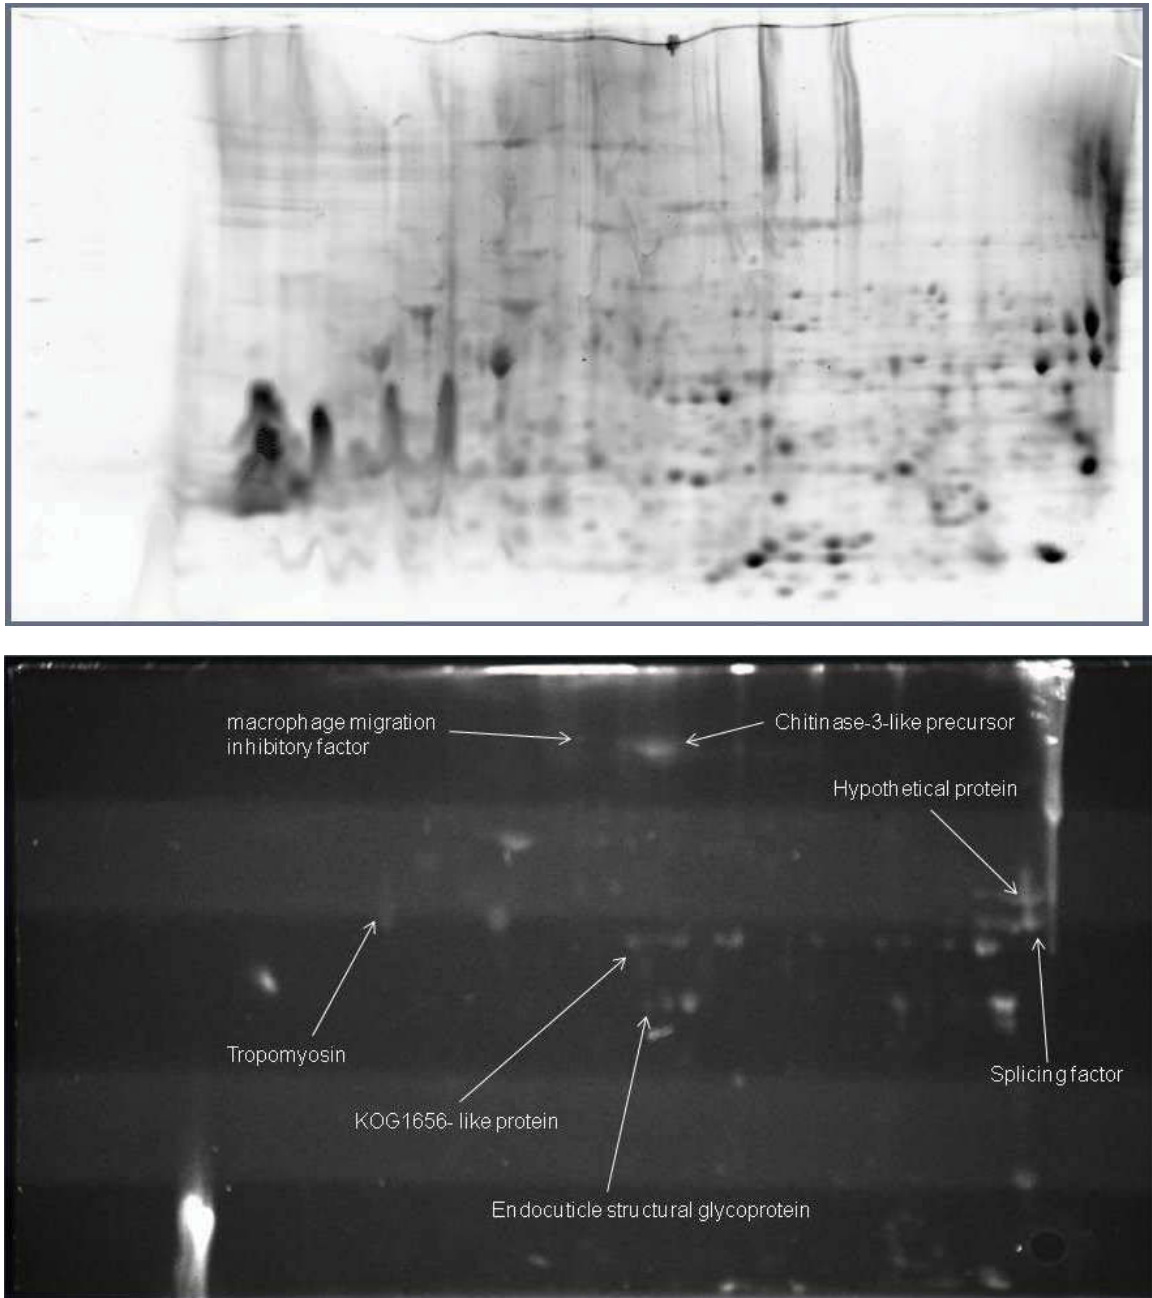 macrophage migration
inhibitory factor
Chitinase-3-like precursor
Hypothetical protein
Tropomyosin
Splicing factor
KOG1656- like protein
Endocuticle structural glycoprotein